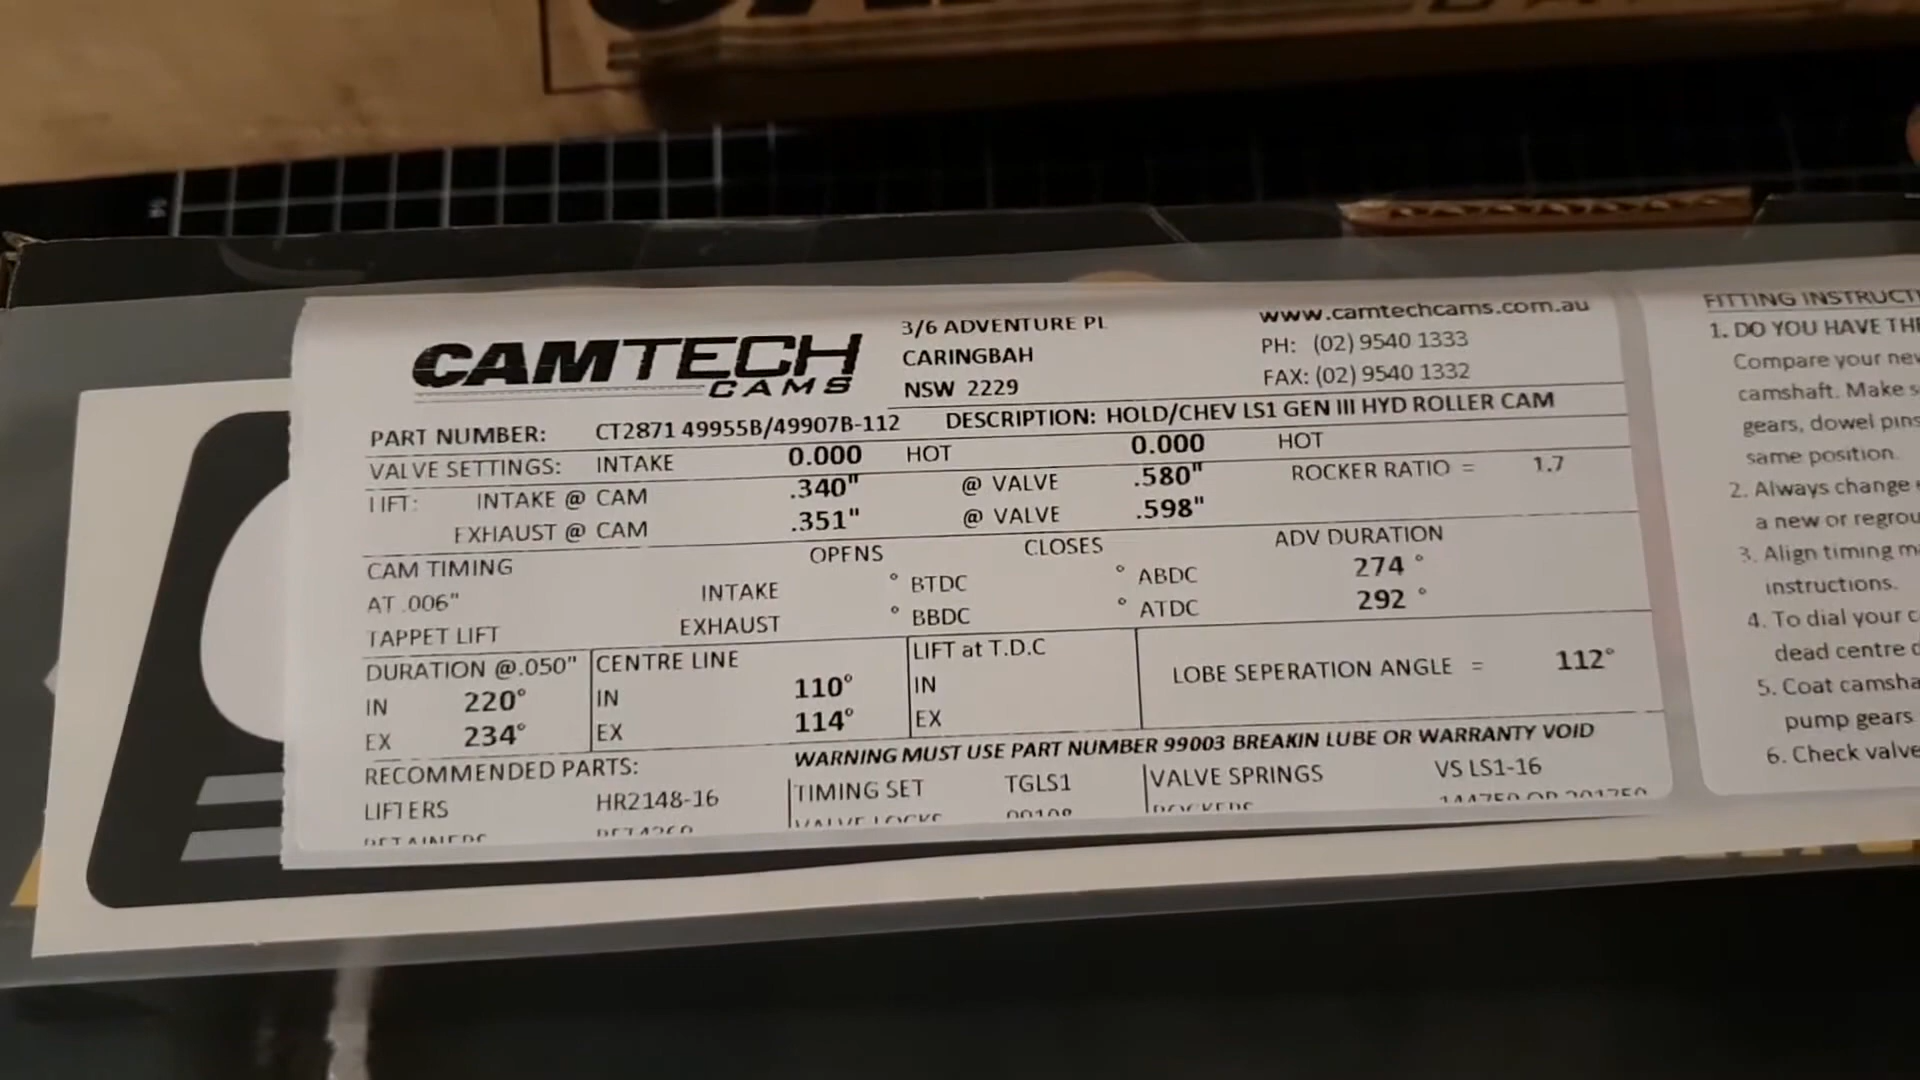 CAMTECH
CAMS
3/6 ADVENTURE PL
CARINGBAH
NSW 2229
www.camtechcams.com.au
PH: (02) 9540 1333
FAX: (02) 9540 1332
PART NUMBER: CT2871 49955B/49907B-112 DESCRIPTION: HOLD/CHEV LS1 GEN III HYD ROLLER CAM
VALVE SETTINGS: INTAKE 0.000 HOT 0.000 HOT
LIFT: INTAKE @ CAM .340" @ VALVE .580" ROCKER RATIO = 1.7
EXHAUST @ CAM .351" @ VALVE .598"
CAM TIMING OPENS CLOSES ADV DURATION
AT .006" INTAKE ° BTDC ° ABDC 274 °
TAPPET LIFT EXHAUST ° BBDC ° ATDC 292 °
DURATION @.050" CENTRE LINE LIFT at T.D.C LOBE SEPERATION ANGLE = 112°
IN 220° IN 110° IN
EX 234° EX 114° EX
WARNING MUST USE PART NUMBER 99003 BREAKIN LUBE OR WARRANTY VOID
RECOMMENDED PARTS:
LIFTERS HR2148-16 TIMING SET TGLS1 VALVE SPRINGS VS LS1-16
FITTING INSTRUCTI
1. DO YOU HAVE THE
Compare your new
camshaft. Make s
gears, dowel pins
same position.
2. Always change
a new or regrou
3. Align timing m
instructions.
4. To dial your c
dead centre
5. Coat camsha
pump gears
6. Check valve